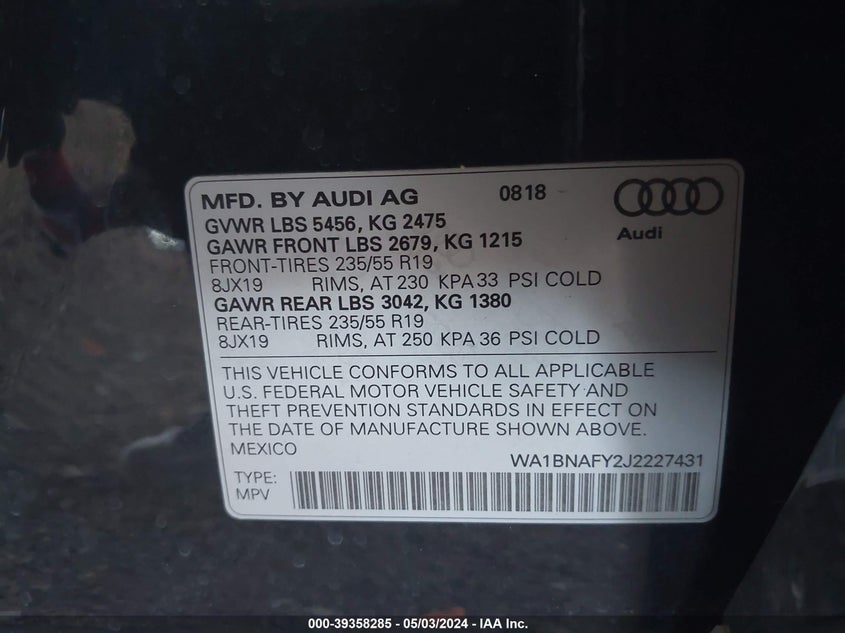 MFD. BY AUDI AG 0818
GVWR LBS 5456, KG 2475
GAWR FRONT LBS 2679, KG 1215
FRONT-TIRES 235/55 R19
8JX19 RIMS, AT 230 KPA 33 PSI COLD
GAWR REAR LBS 3042, KG 1380
REAR-TIRES 235/55 R19
8JX19 RIMS, AT 250 KPA 36 PSI COLD
Audi
THIS VEHICLE CONFORMS TO ALL APPLICABLE
U.S. FEDERAL MOTOR VEHICLE SAFETY AND
THEFT PREVENTION STANDARDS IN EFFECT ON
THE DATE OF MANUFACTURE SHOWN ABOVE.
MEXICO
WA1BNAFY2J2227431
TYPE:
MPV
000-39358285 - 05/03/2024 - IAA Inc.